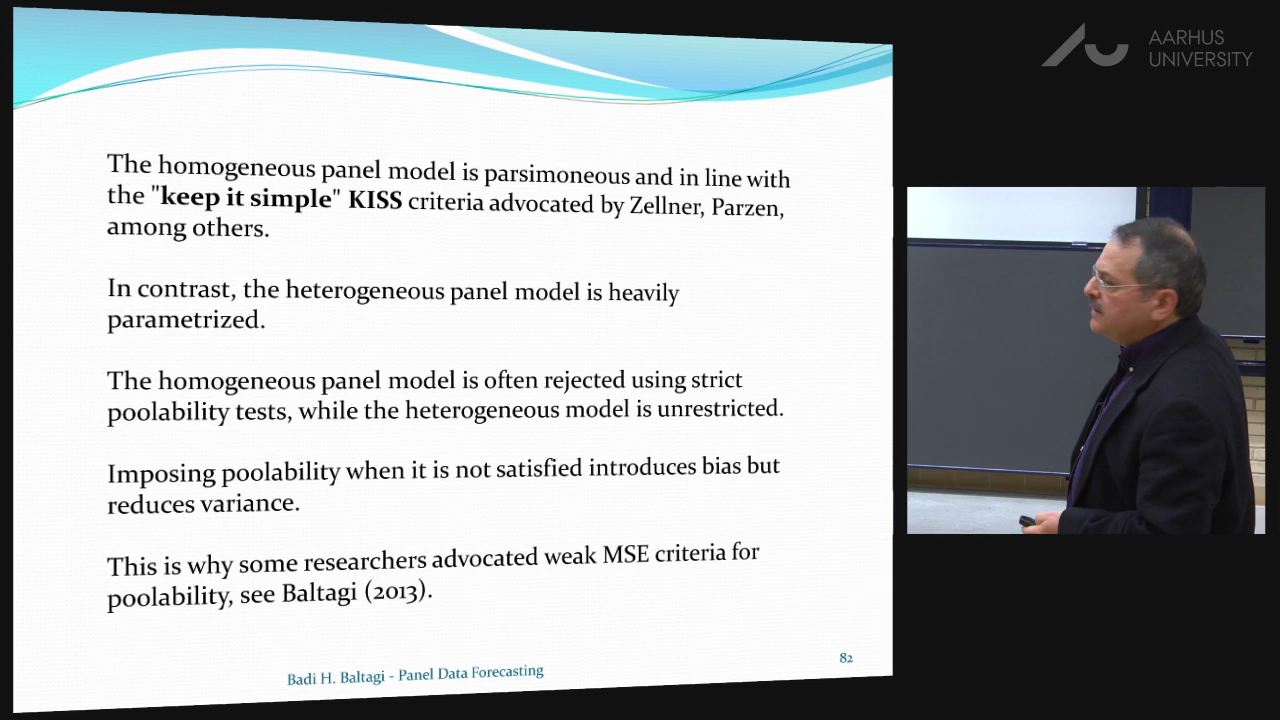 AARHUS
UNIVERSITY
The homogeneous panel model is parsimoneous and in line with
the "keep it simple" KISS criteria advocated by Zellner, Parzen,
among others.
In contrast, the heterogeneous panel model is heavily
parametrized.
The homogeneous panel model is often rejected using strict
poolability tests, while the heterogeneous model is unrestricted.
Imposing poolability when it is not satisfied introduces bias but
reduces variance.
This is why some researchers advocated weak MSE criteria for
poolability, see Baltagi (2013).
Badi H. Baltagi - Panel Data Forecasting
82